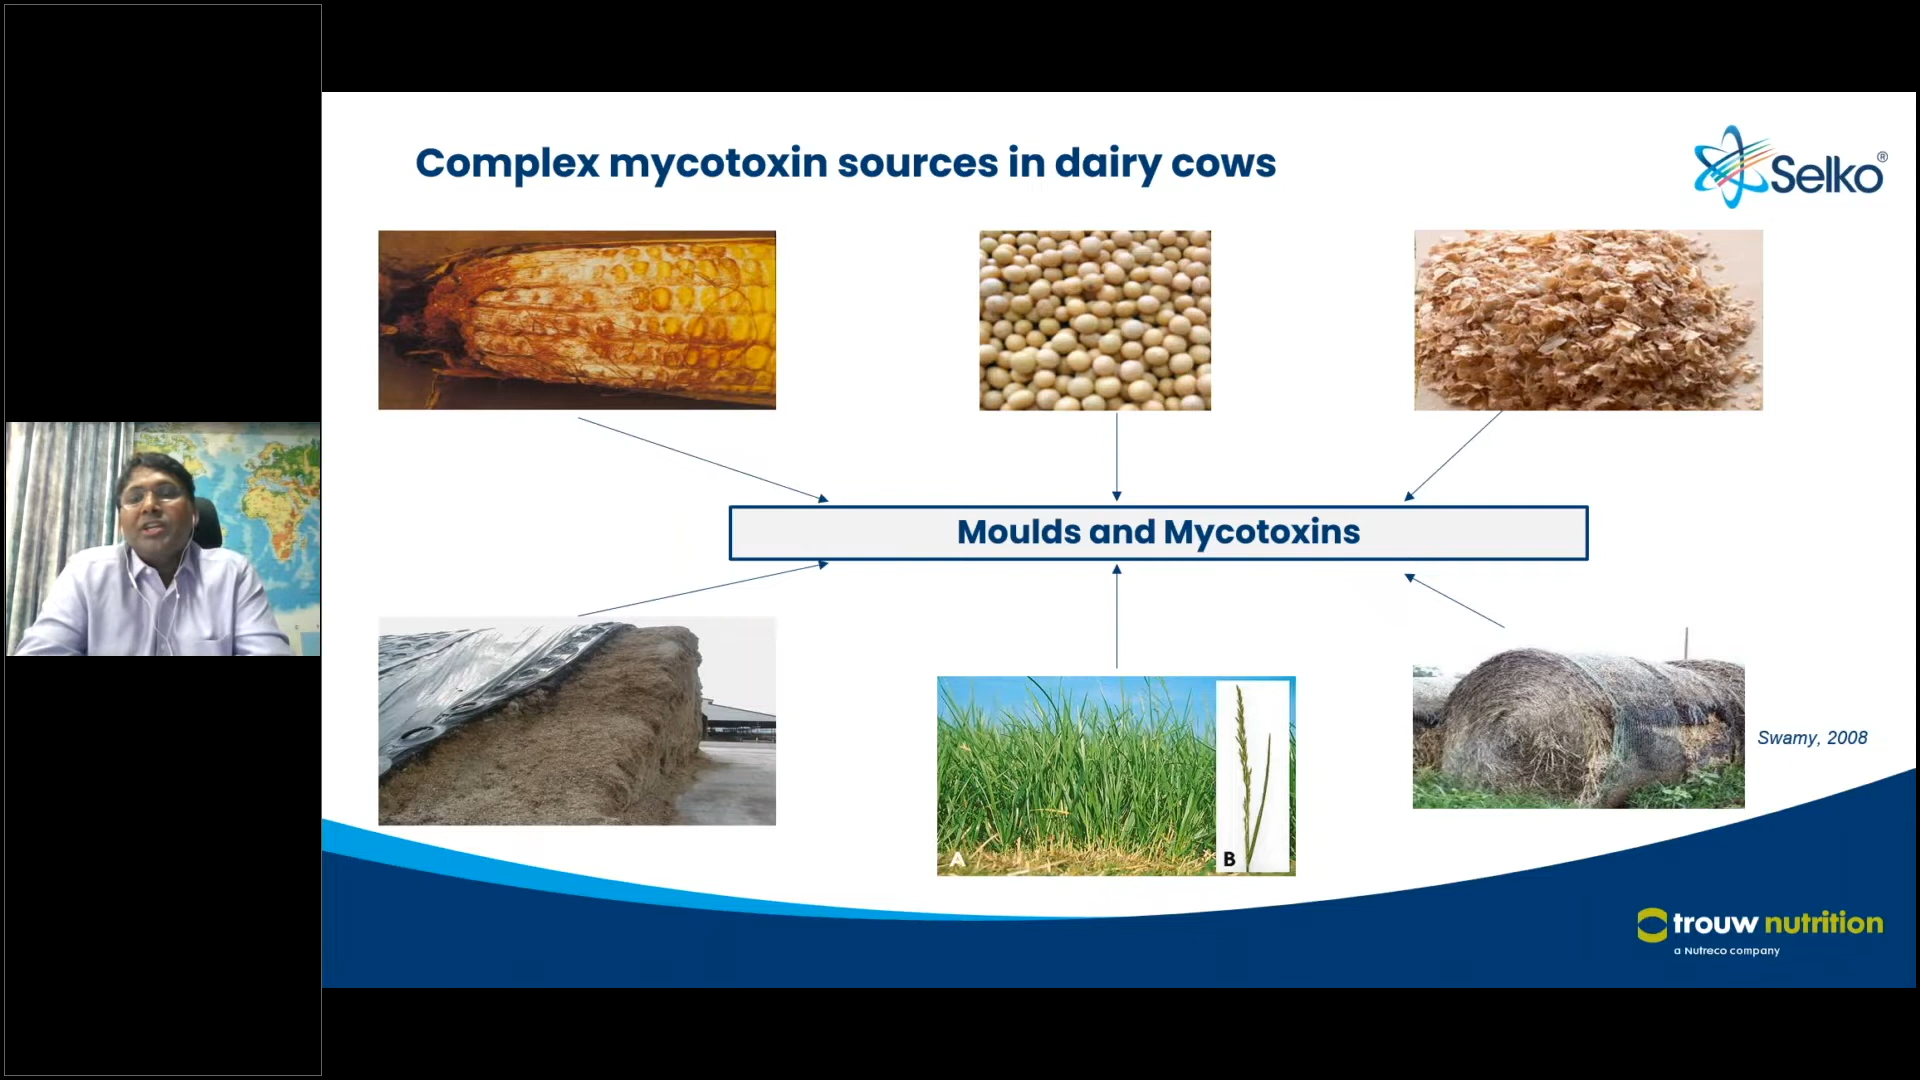 Complex mycotoxin sources in dairy cows
Selko®
Moulds and Mycotoxins
A
B
Swamy, 2008
trouw nutrition
a Nutreco company